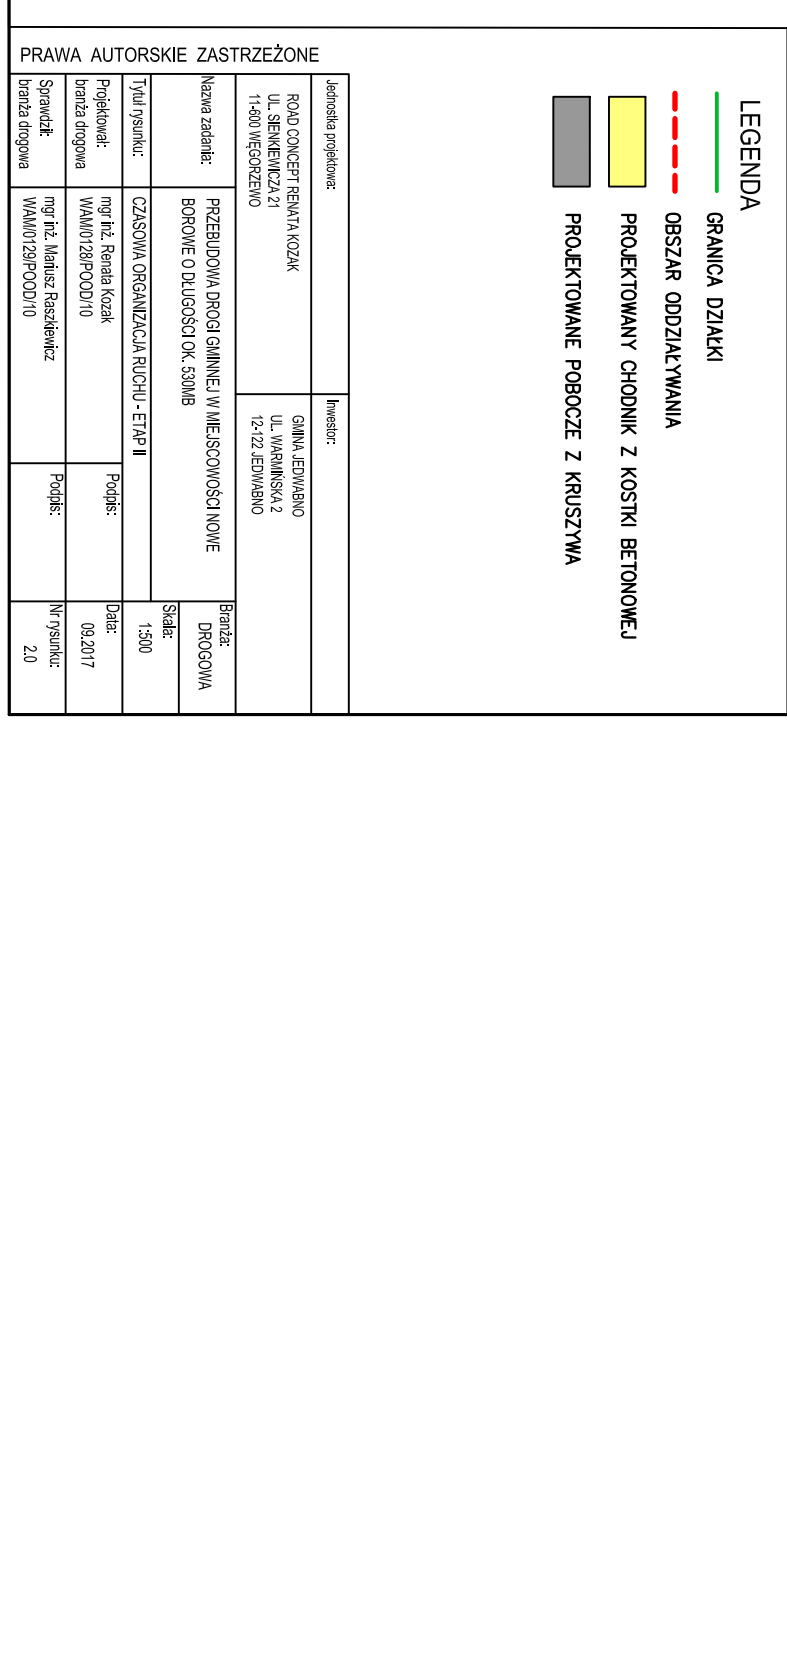 LEGENDA
GRANICA DZIAŁKI
OBSZAR ODDZIAŁYWANIA
PROJEKTOWANY CHODNIK Z KOSTKI BETONOWEJ
PROJEKTOWANE POBOCZE Z KRUSZYWA
PRAWA AUTORSKIE ZASTRZEŻONE
Jednostka projektowa:
ROAD CONCEPT RENATA KOZAK
UL. SIENKIEWICZA 21
11-600 WĘGORZEWO
Inwestor:
GMINA JEDWABNO
UL. WARMIŃSKA 2
12-122 JEDWABNO
Nazwa zadania:
PRZEBUDOWA DROGI GMINNEJ W MIEJSCOWOŚCI NOWE
BOROWE O DŁUGOŚCI OK. 530MB
Branża:
DROGOWA
Tytuł rysunku:
CZASOWA ORGANIZACJA RUCHU - ETAP II
Skala:
1:500
Projektował:
branża drogowa
mgr inż. Renata Kozak
WAM/0128/POOD/10
Podpis:
Data:
09.2017
Sprawdził:
branża drogowa
mgr inż. Mariusz Raszkiewicz
WAM/0129/POOD/10
Podpis:
Nr rysunku:
2.0